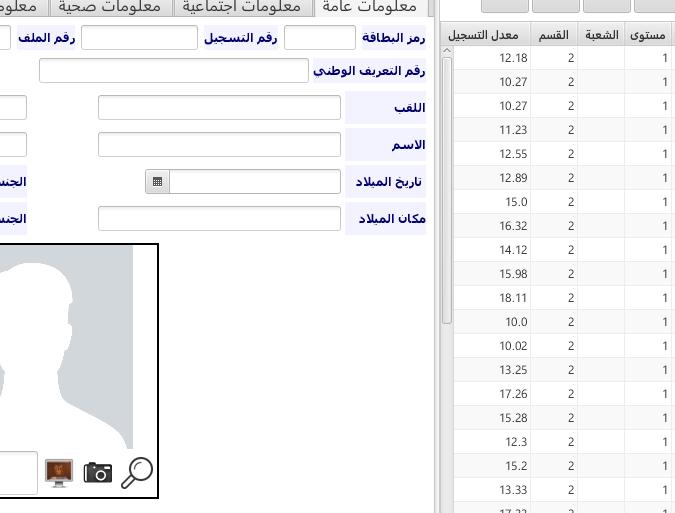 معلومات عامة
معلومات اجتماعية
معلومات صحية
رمز البطاقة
رقم التسجيل
رقم الملف
رقم التعريف الوطني
اللقب
الاسم
تاريخ الميلاد
مكان الميلاد
مستوى الشعبة القسم معدل التسجيل
1 2 12.18
1 2 10.27
1 2 10.27
1 2 11.23
1 2 12.55
1 2 12.89
1 2 15.0
1 2 16.32
1 2 14.12
1 2 15.98
1 2 18.11
1 2 10.0
1 2 10.02
1 2 13.25
1 2 17.26
1 2 15.28
1 2 12.3
1 2 15.2
1 2 13.33